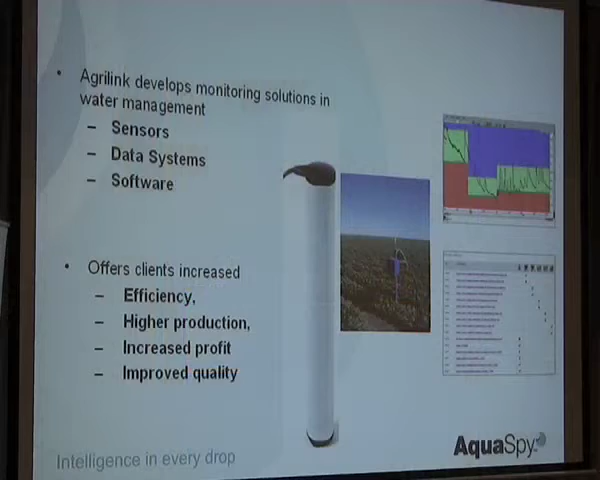 • Agrilink develops monitoring solutions in
water management
– Sensors
– Data Systems
– Software
• Offers clients increased
– Efficiency,
– Higher production,
– Increased profit
– Improved quality
Intelligence in every drop
AquaSpy